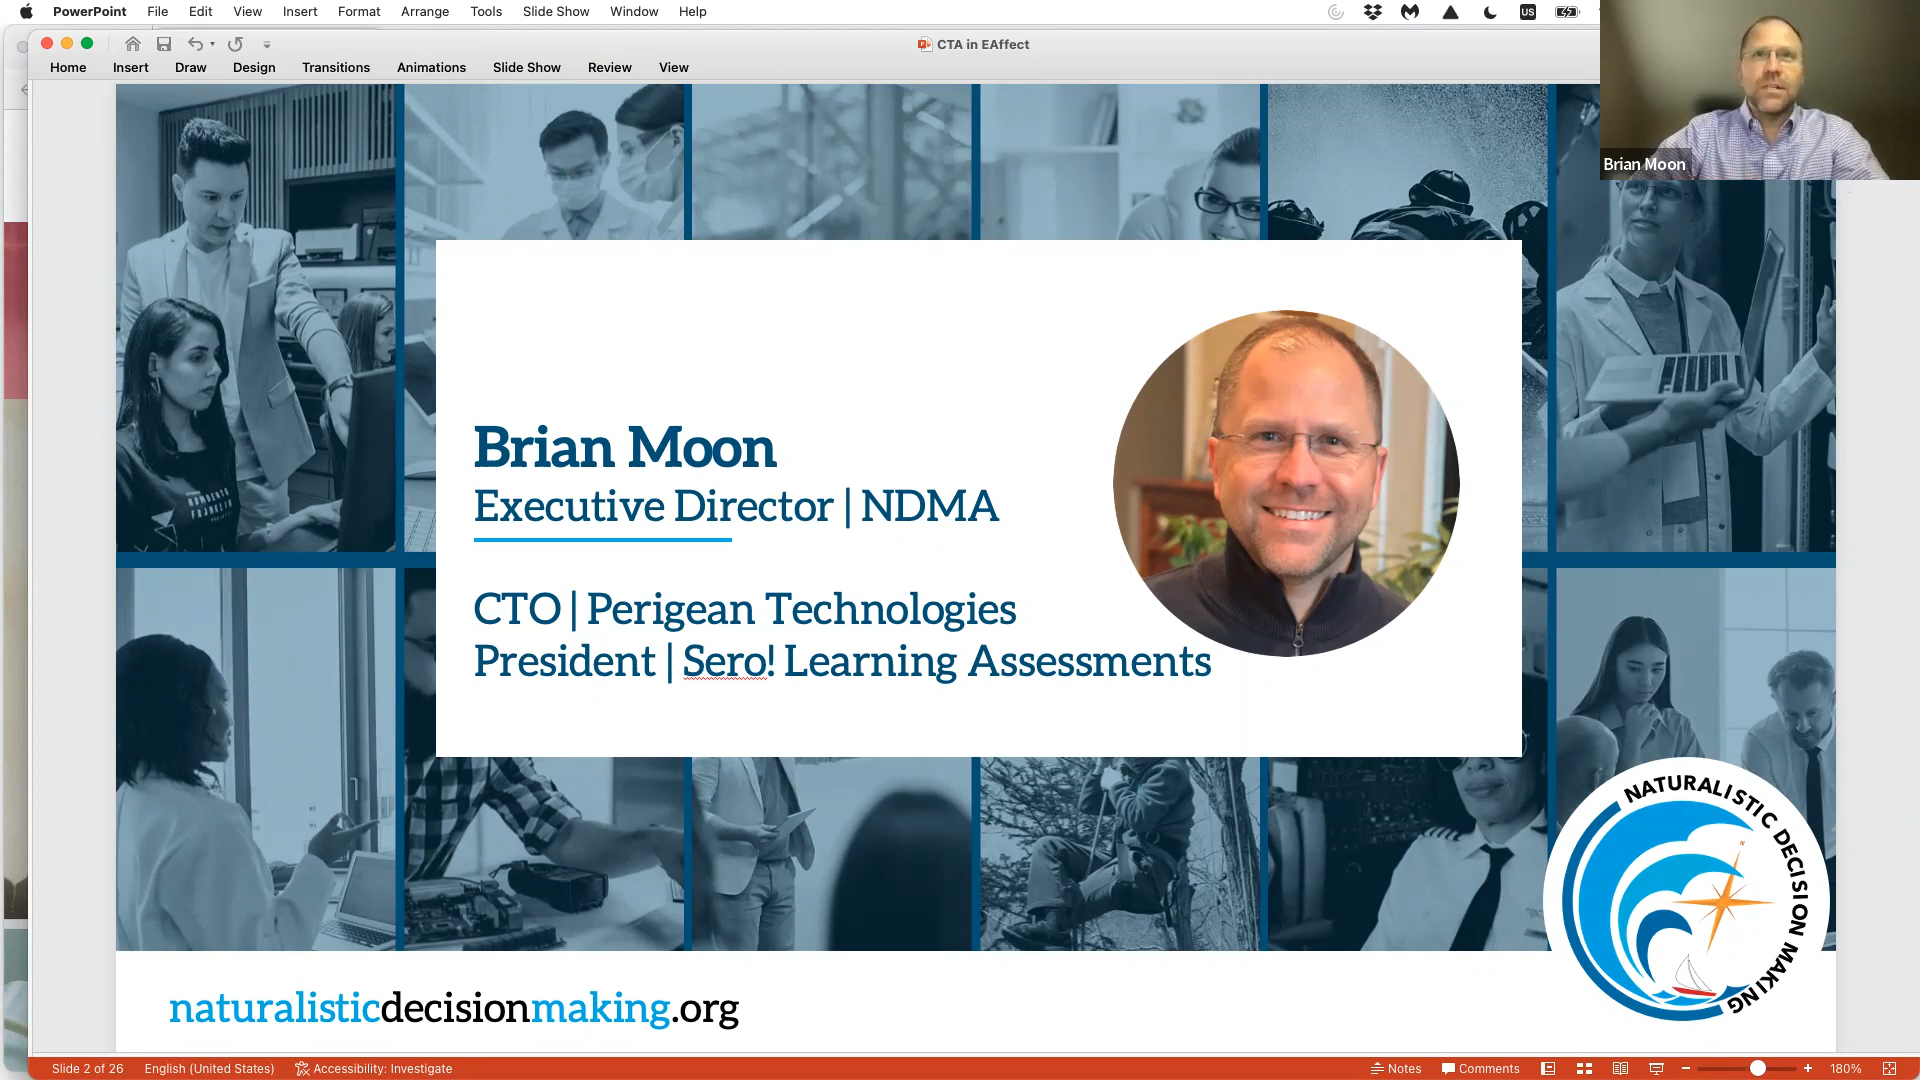 PowerPoint File Edit View Insert Format Arrange Tools Slide Show Window Help
US
CTA in EAffect
Home Insert Draw Design Transitions Animations Slide Show Review View
Brian Moon
Brian Moon
Executive Director | NDMA
CTO | Perigean Technologies
President | Sero! Learning Assessments
NATURALISTIC DECISION MAKING
N
naturalisticdecisionmaking.org
Slide 2 of 26 English (United States) Accessibility: Investigate Notes Comments 180%